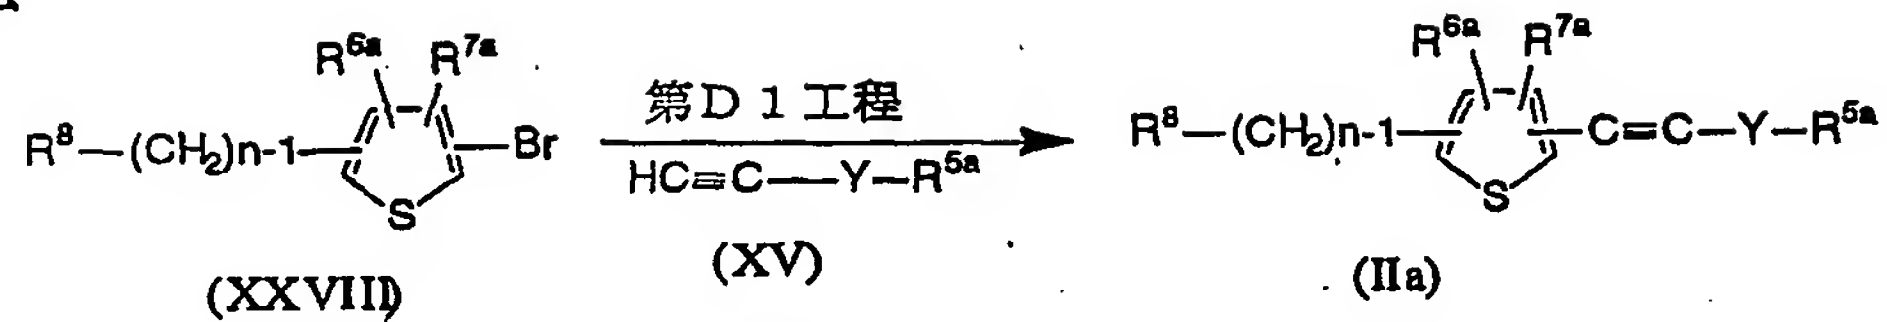 R⁶ᵃ R⁷ᵃ
R⁸—(CH₂)n-1— —Br
S
(XXVIII)
第D1工程
HC≡C—Y—R⁵ᵃ
(XV)
R⁶ᵃ R⁷ᵃ
R⁸—(CH₂)n-1— —C≡C—Y—R⁵ᵃ
S
(IIa)